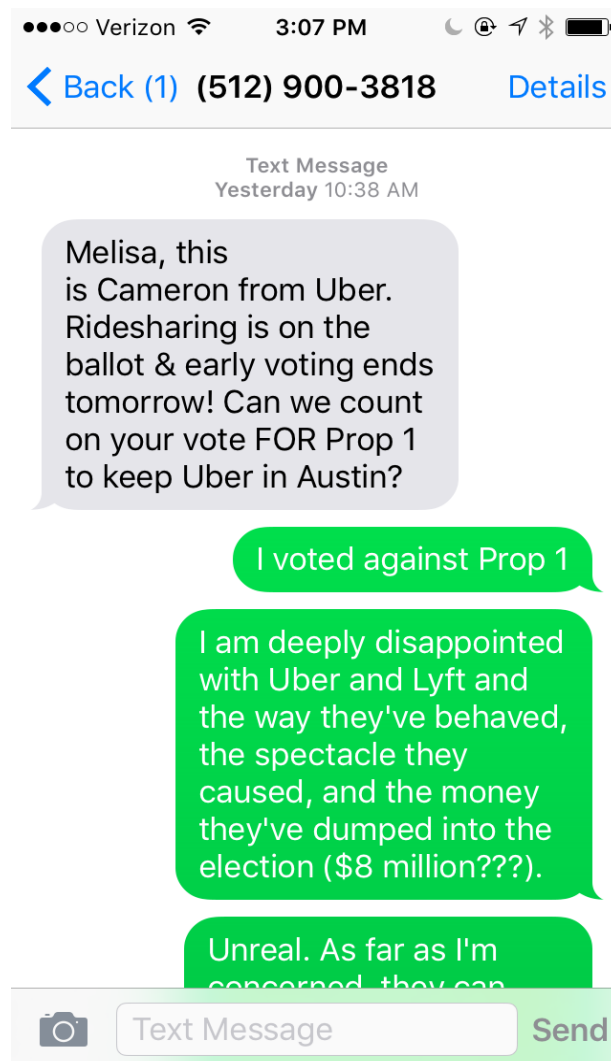 Verizon 3:07 PM
Back (1) (512) 900-3818 Details
Text Message
Yesterday 10:38 AM
Melisa, this
is Cameron from Uber.
Ridesharing is on the
ballot & early voting ends
tomorrow! Can we count
on your vote FOR Prop 1
to keep Uber in Austin?
I voted against Prop 1
I am deeply disappointed
with Uber and Lyft and
the way they've behaved,
the spectacle they
caused, and the money
they've dumped into the
election ($8 million???).
Unreal. As far as I'm
concerned, they can
Text Message Send